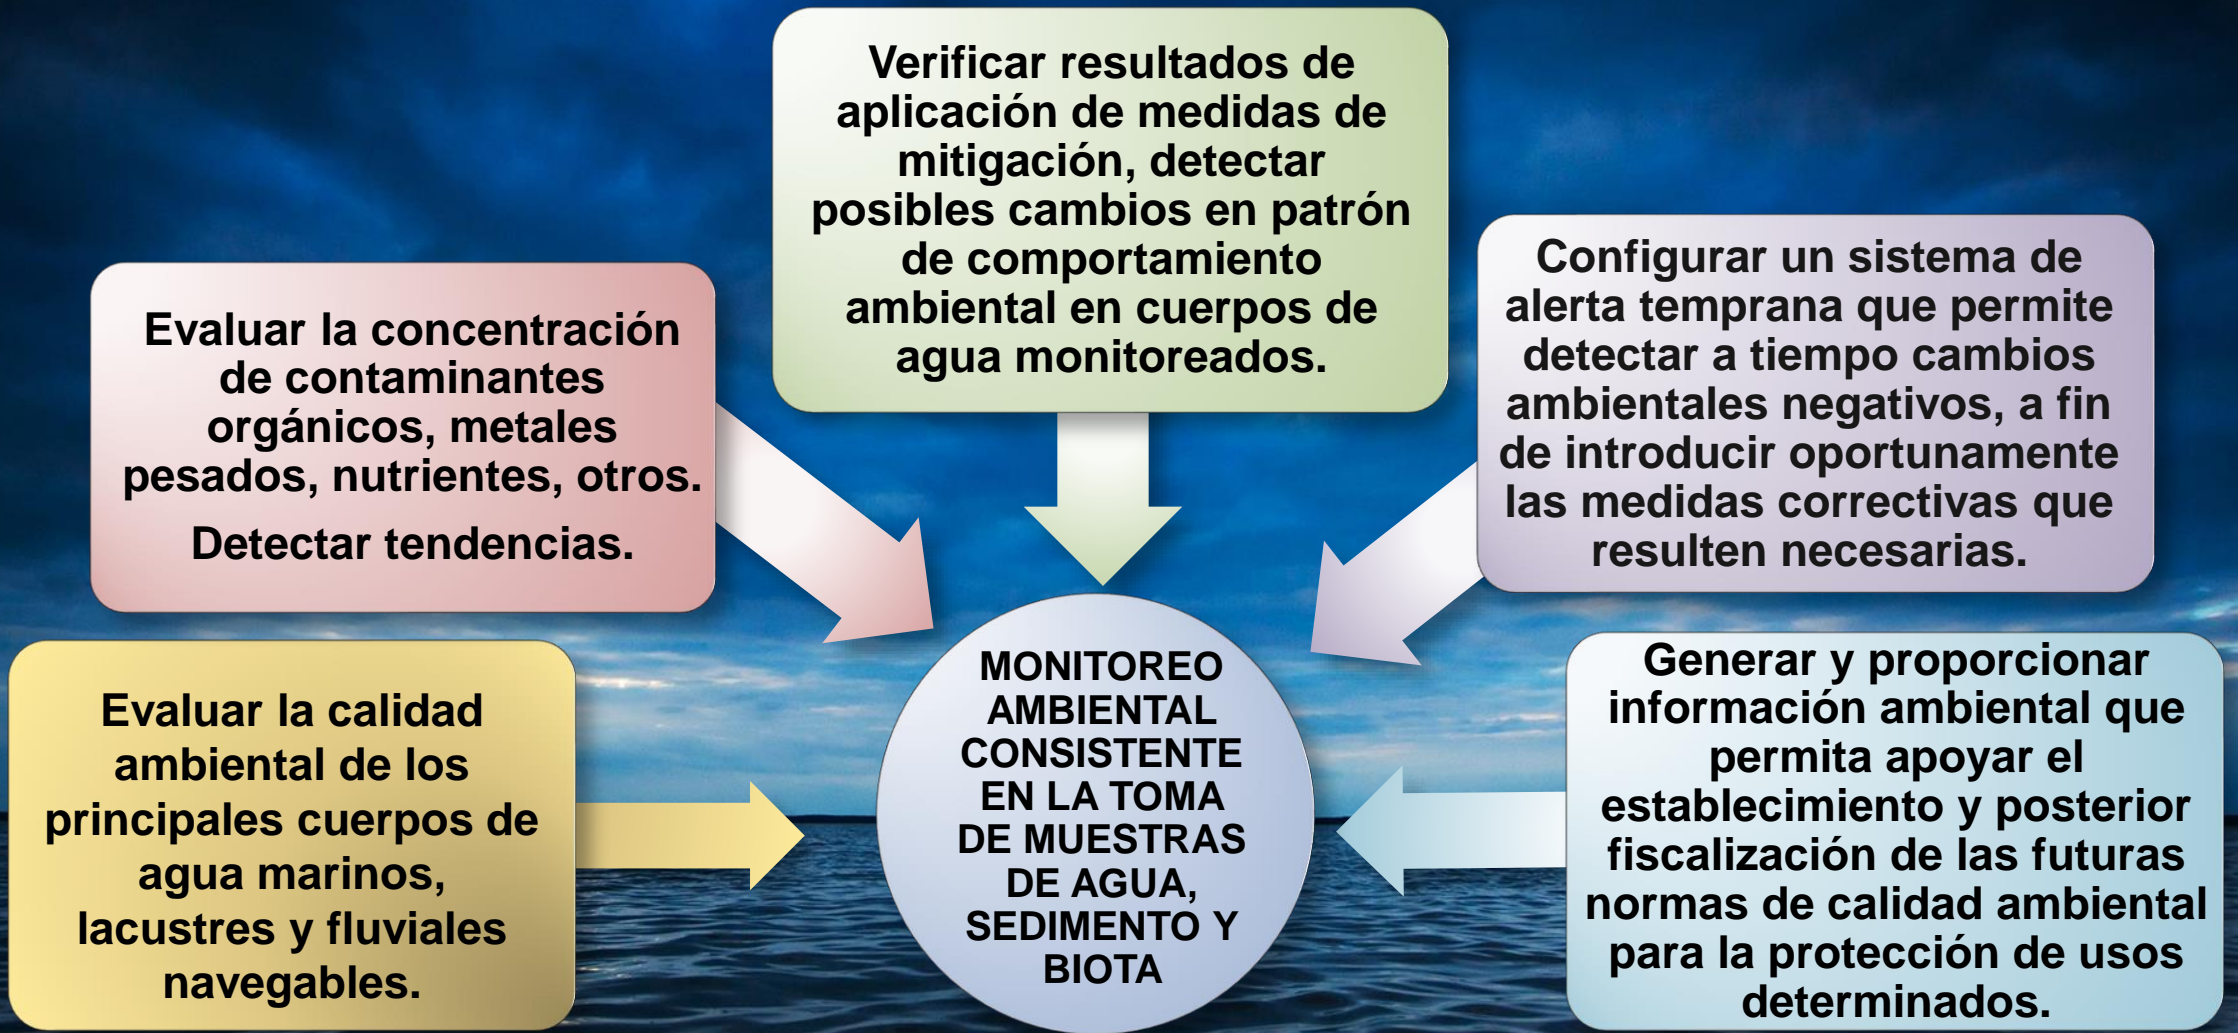 Verificar resultados de
aplicación de medidas de
mitigación, detectar
posibles cambios en patrón
de comportamiento
ambiental en cuerpos de
agua monitoreados.
Evaluar la concentración
de contaminantes
orgánicos, metales
pesados, nutrientes, otros.
Detectar tendencias.
Configurar un sistema de
alerta temprana que permite
detectar a tiempo cambios
ambientales negativos, a fin
de introducir oportunamente
las medidas correctivas que
resulten necesarias.
Evaluar la calidad
ambiental de los
principales cuerpos de
agua marinos,
lacustres y fluviales
navegables.
MONITOREO
AMBIENTAL
CONSISTENTE
EN LA TOMA
DE MUESTRAS
DE AGUA,
SEDIMENTO Y
BIOTA
Generar y proporcionar
información ambiental que
permita apoyar el
establecimiento y posterior
fiscalización de las futuras
normas de calidad ambiental
para la protección de usos
determinados.